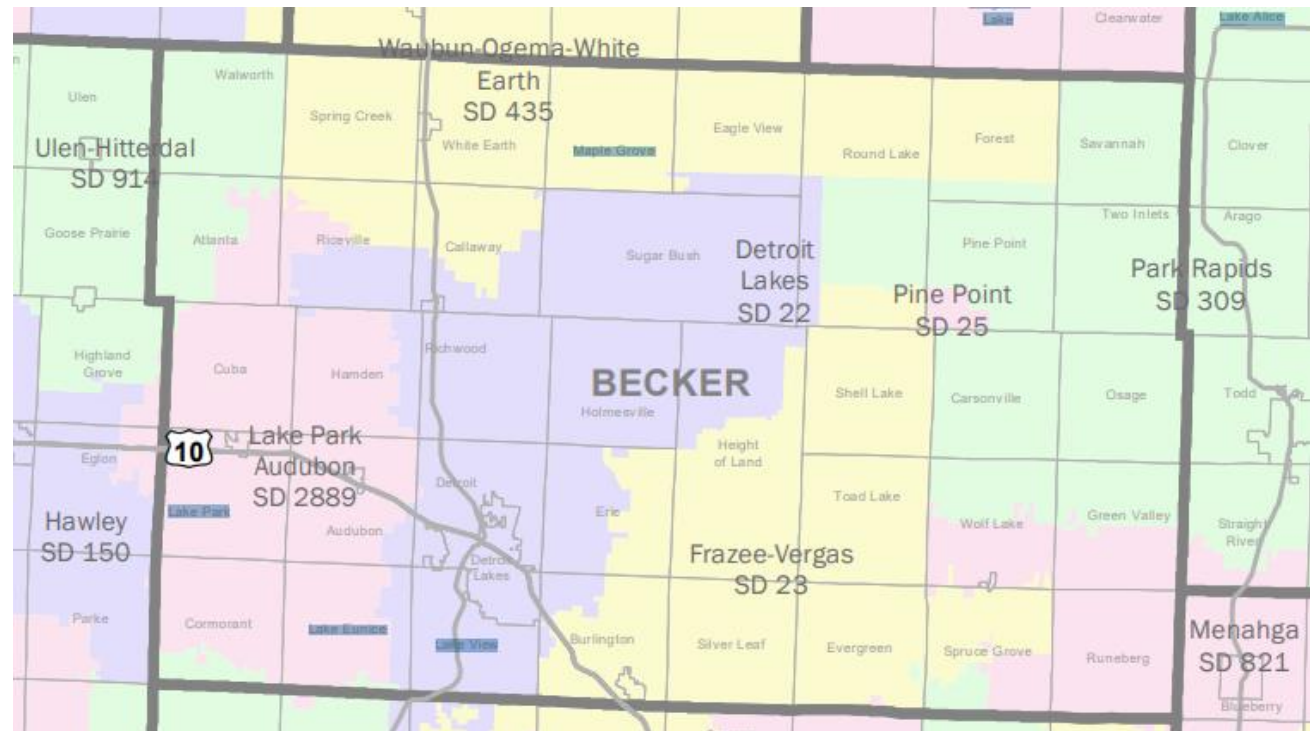 Lake
Clearwater
Lake Alice
Waubun-Ogema-White
Earth
SD 435
Walworth
Ulen
Spring Creek
White Earth
Maple Grove
Eagle View
Round Lake
Forest
Savannah
Clover
Ulen-Hitterdal
SD 914
Goose Prairie
Atlanta
Riceville
Callaway
Sugar Bush
Detroit
Lakes
SD 22
Pine Point
Two Inlets
Arago
Pine Point
SD 25
Park Rapids
SD 309
Highland
Grove
Cuba
Hamden
Richwood
BECKER
Holmesville
Shell Lake
Carsonville
Osage
Todd
10
Eglon
Lake Park
Audubon
SD 2889
Height
of Land
Detroit
Toad Lake
Lake Park
Audubon
Erie
Wolf Lake
Green Valley
Straight
River
Hawley
SD 150
Detroit
Lakes
Frazee-Vergas
SD 23
Parke
Cormorant
Lake Eunice
Lake View
Burlington
Silver Leaf
Evergreen
Spruce Grove
Runeberg
Menahga
SD 821
Blueberry